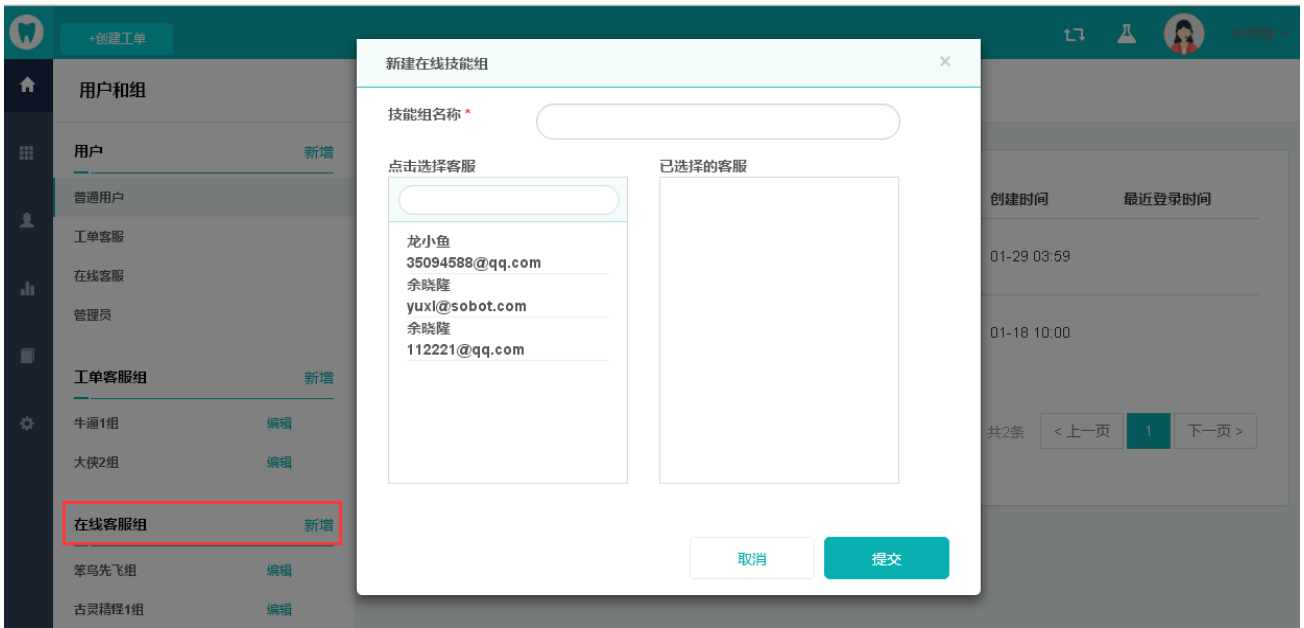 +创建工单
用户和组
用户 新增
普通用户
工单客服
在线客服
管理员
工单客服组 新增
牛逼1组 编辑
大侠2组 编辑
在线客服组 新增
笨鸟先飞组 编辑
古灵精怪1组 编辑
新建在线技能组 ×
技能组名称 *
点击选择客服
龙小鱼
35094588@qq.com
余晓隆
yuxl@sobot.com
余晓隆
112221@qq.com
已选择的客服
取消 提交
创建时间 最近登录时间
01-29 03:59
01-18 10:00
共2条 <上一页 1 下一页>